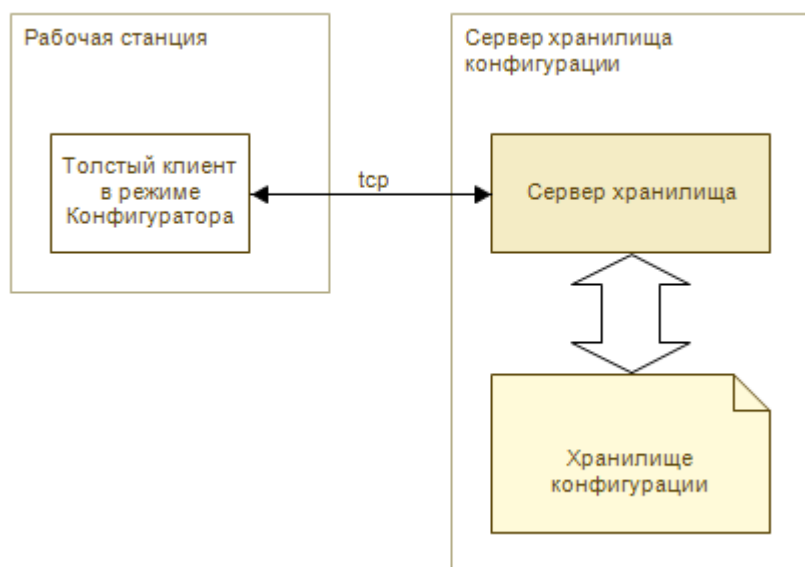 Рабочая станция
Сервер хранилища
конфигурации
Толстый клиент
в режиме
Конфигуратора
tcp
Сервер хранилища
Хранилище
конфигурации